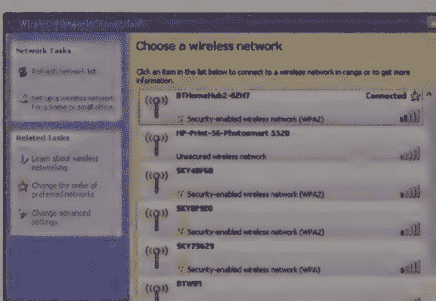 Wireless Network Connection
Network Tasks
Refresh network list
Set up a wireless network
for a home or small office
Related Tasks
Learn about wireless
networking
Change the order of
preferred networks
Change advanced
settings
Choose a wireless network
Click an item in the list below to connect to a wireless network in range or to get more
information.
Connected
Security-enabled wireless network (WPA2)
HP-Print-56-Photosmart 5520
Unsecured wireless network
Security-enabled wireless network (WPA2)
Security-enabled wireless network (WPA2)
SKY79629
Security-enabled wireless network (WPA)